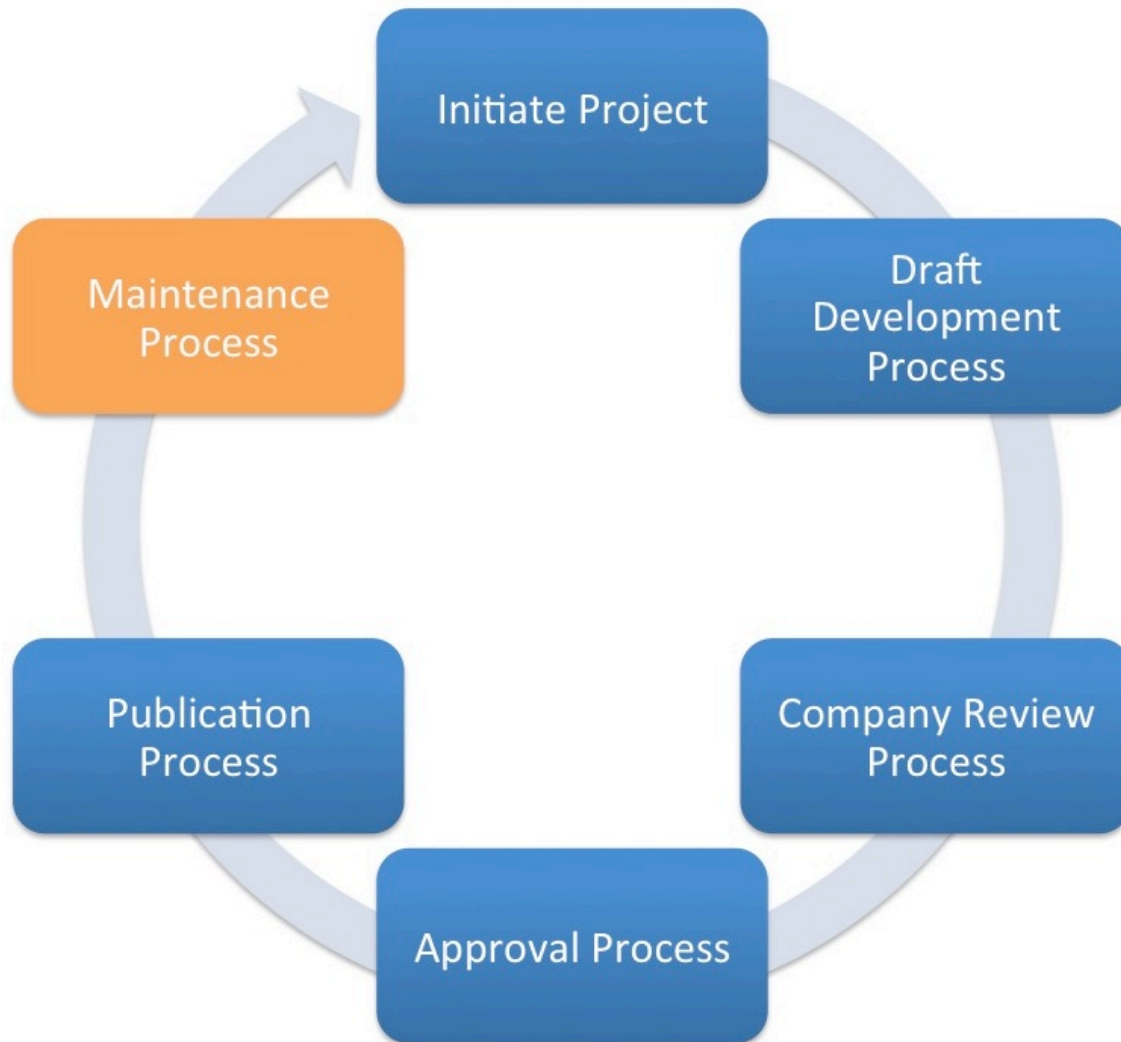 Initiate Project
Draft
Development
Process
Company Review
Process
Approval Process
Publication
Process
Maintenance
Process